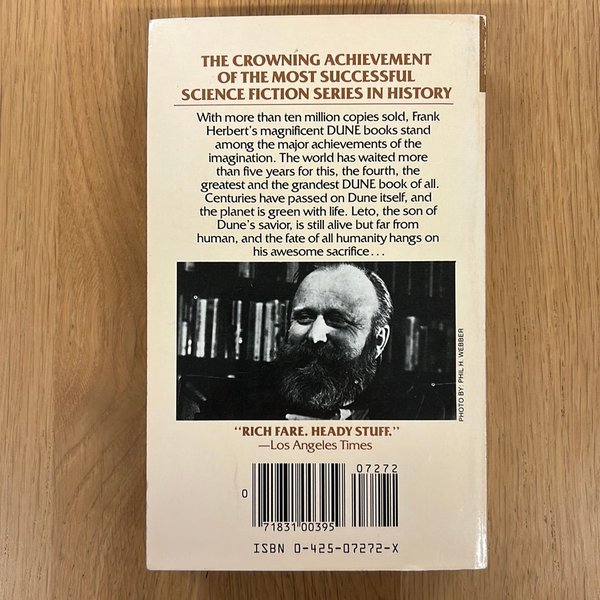 THE CROWNING ACHIEVEMENT
OF THE MOST SUCCESSFUL
SCIENCE FICTION SERIES IN HISTORY
With more than ten million copies sold, Frank
Herbert's magnificent DUNE books stand
among the major achievements of the
imagination. The world has waited more
than five years for this, the fourth, the
greatest and the grandest DUNE book of all.
Centuries have passed on Dune itself, and
the planet is green with life. Leto, the son of
Dune's savior, is still alive but far from
human, and the fate of all humanity hangs on
his awesome sacrifice...
PHOTO BY: PHIL H. WEBBER
"RICH FARE. HEADY STUFF."
—Los Angeles Times
07272
0
71831 00395
ISBN 0-425-07272-X